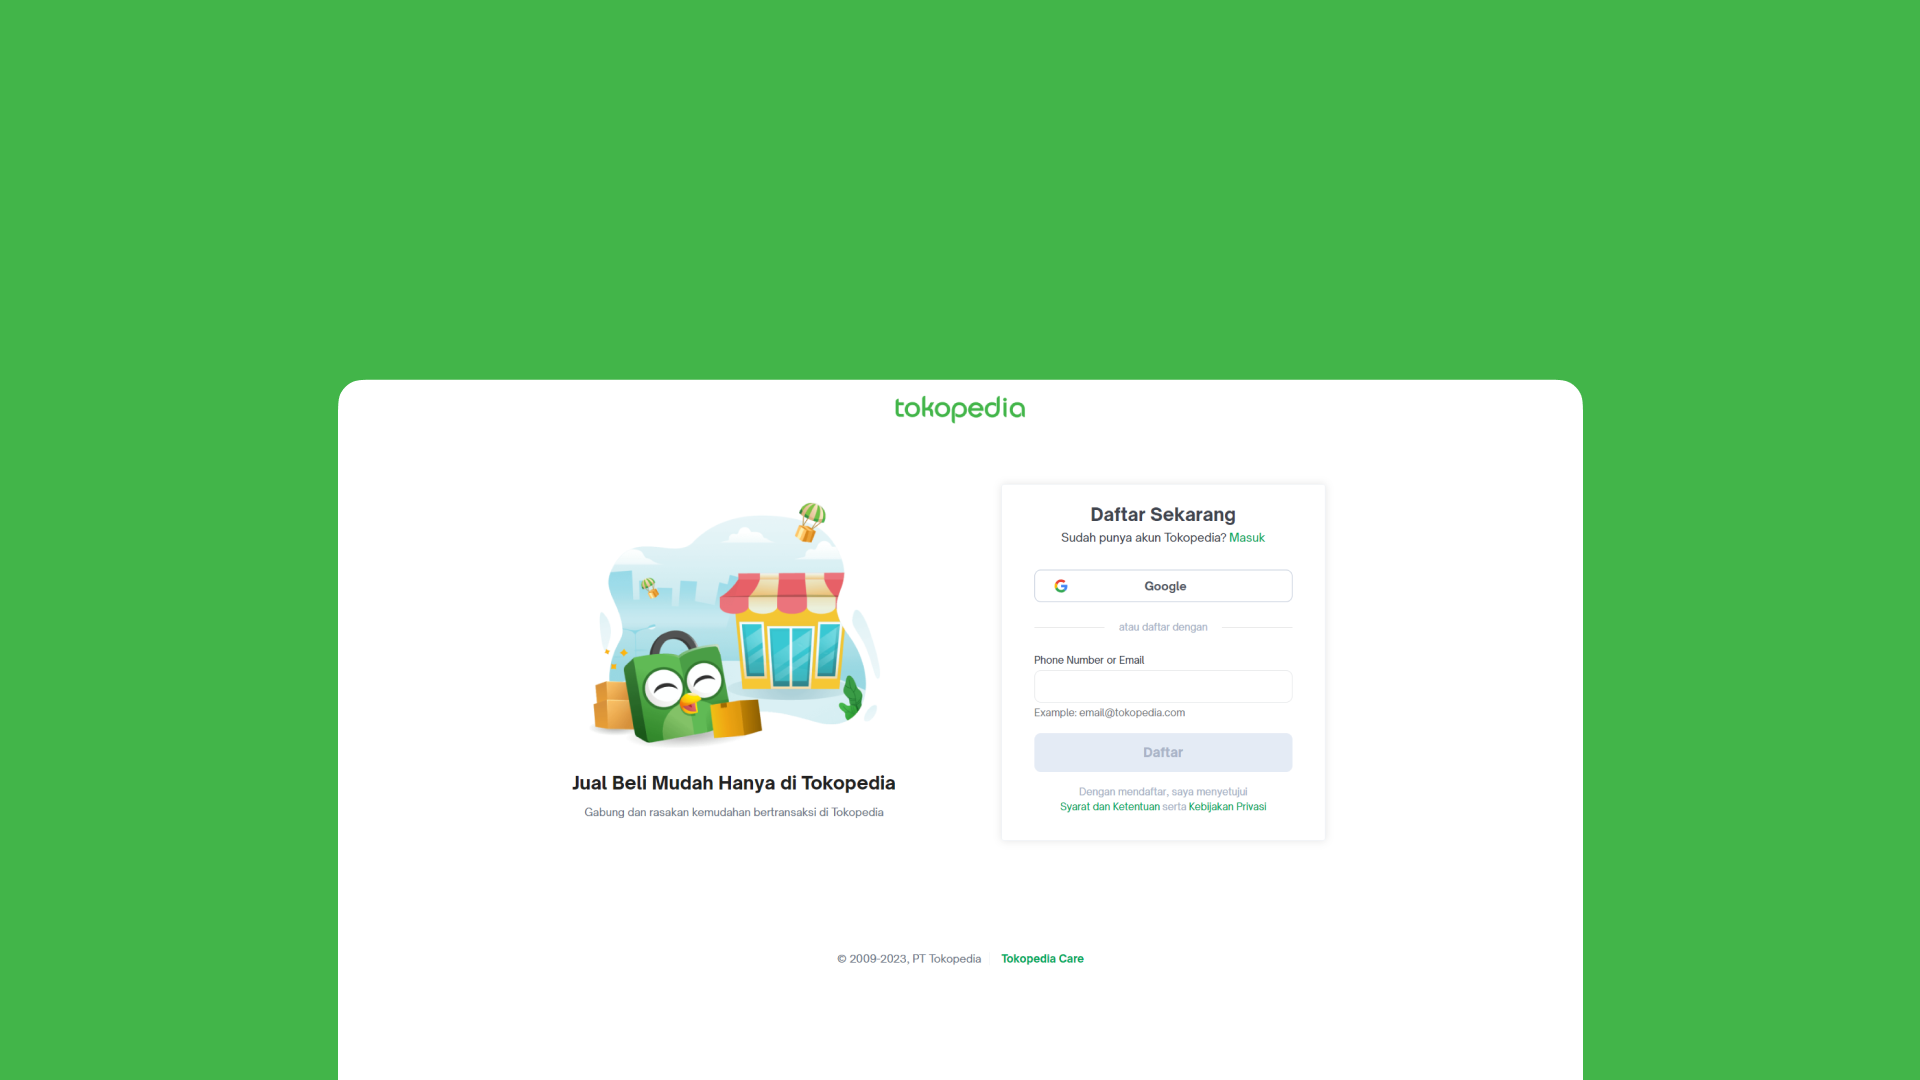 tokopedia
Daftar Sekarang
Sudah punya akun Tokopedia? Masuk
Google
atau daftar dengan
Phone Number or Email
Example: email@tokopedia.com
Daftar
Dengan mendaftar, saya menyetujui
Syarat dan Ketentuan serta Kebijakan Privasi
Jual Beli Mudah Hanya di Tokopedia
Gabung dan rasakan kemudahan bertransaksi di Tokopedia
© 2009-2023, PT Tokopedia
Tokopedia Care